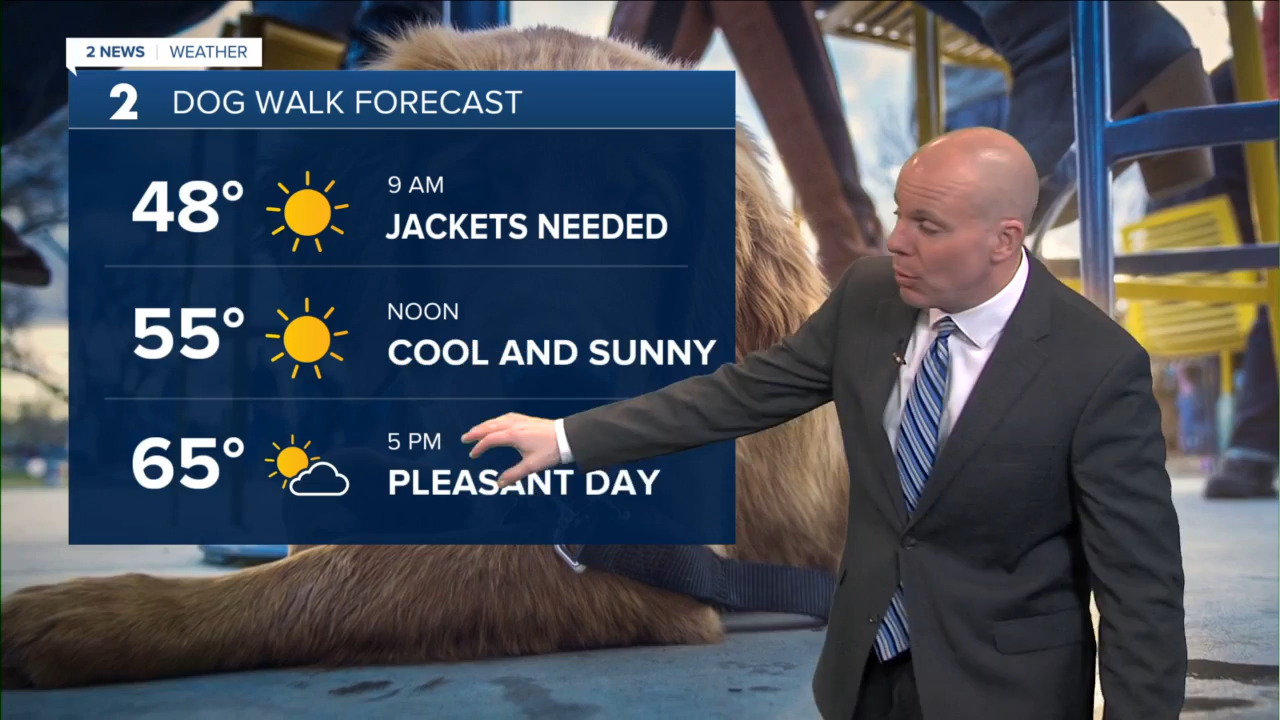 2 NEWS | WEATHER
2 DOG WALK FORECAST
48°
9 AM
JACKETS NEEDED
55°
NOON
COOL AND SUNNY
65°
5 PM
PLEASANT DAY